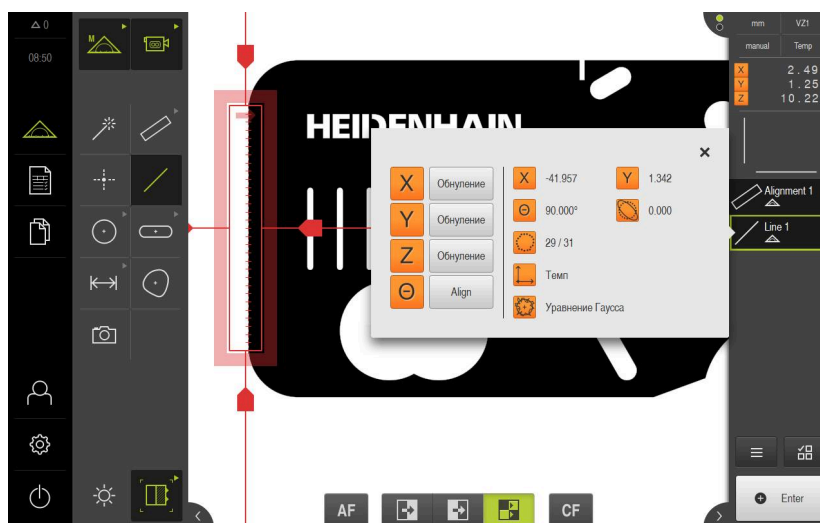 0
08:50
M
HEIDENHAIN
mm
VZ1
manual
Temp
X 2.49
Y 1.25
Z 10.22
X Обнуление
Y Обнуление
Z Обнуление
Θ Align
X -41.957
Y 1.342
Θ 90.000°
0.000
29 / 31
Темп
Уравнение Гаусса
Alignment 1
Line 1
AF
CF
Enter